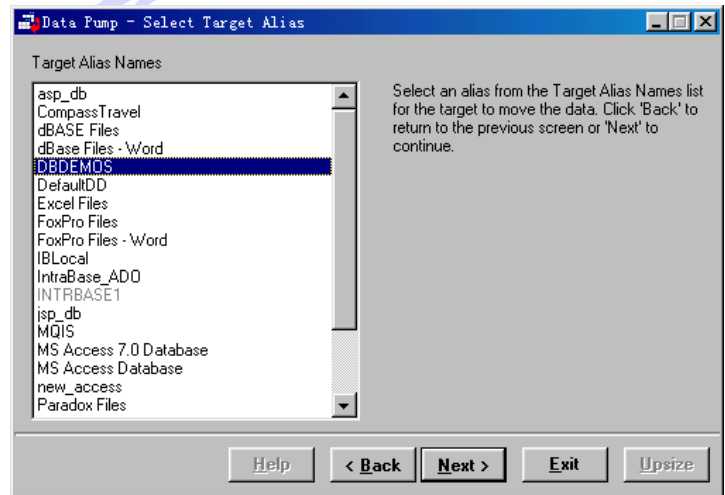 Data Pump - Select Target Alias
Target Alias Names
asp_db
CompassTravel
dBASE Files
dBase Files - Word
DBDEMOS
DefaultDD
Excel Files
FoxPro Files
FoxPro Files - Word
IBLocal
IntraBase_ADO
INTRBASE1
jsp_db
MQIS
MS Access 7.0 Database
MS Access Database
new_access
Paradox Files
Select an alias from the Target Alias Names list
for the target to move the data. Click 'Back' to
return to the previous screen or 'Next' to
continue.
Help
< Back
Next >
Exit
Upsize